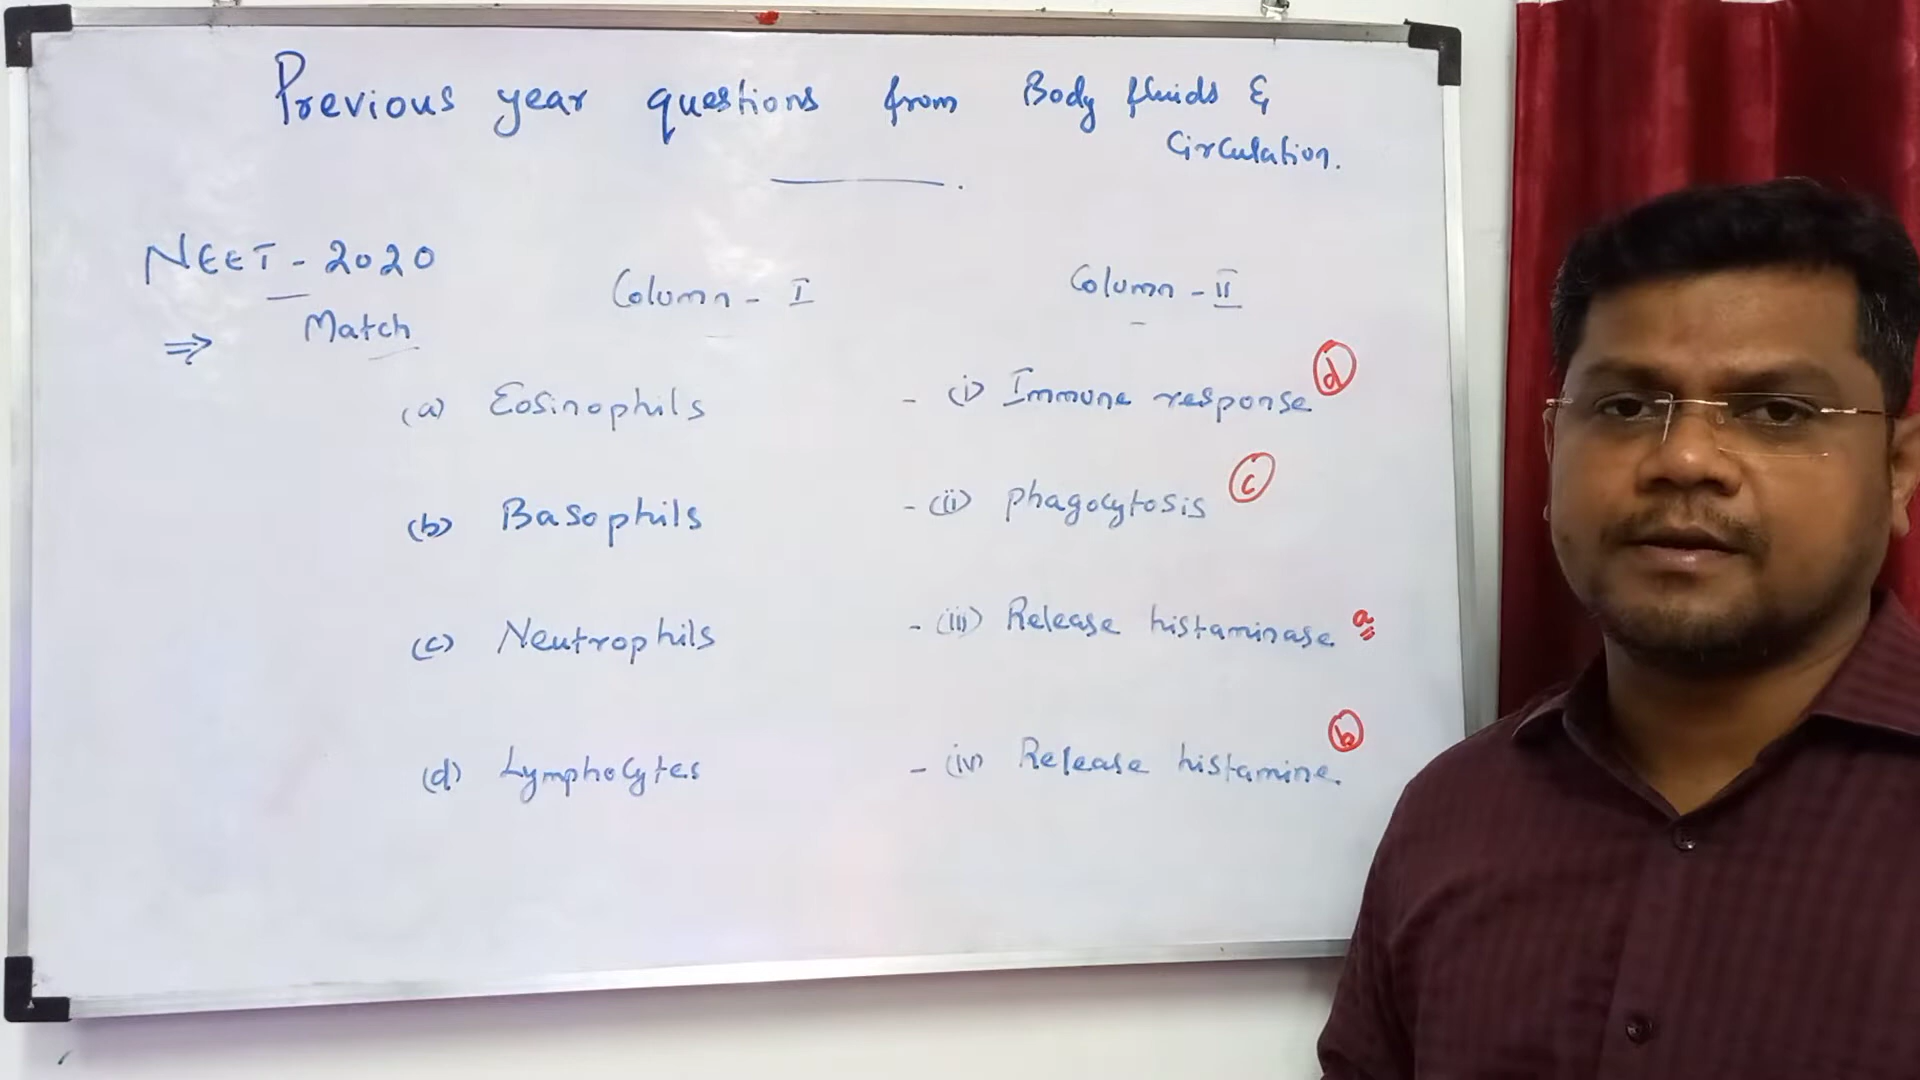 Previous year questions from Body fluids &
Circulation.
NEET - 2020
Match
Column - I
Column - II
(a) Eosinophils - (i) Immune response d
(b) Basophils - (ii) phagocytosis c
(c) Neutrophils - (iii) Release histaminase a
(d) Lymphocytes - (iv) Release histamine. b